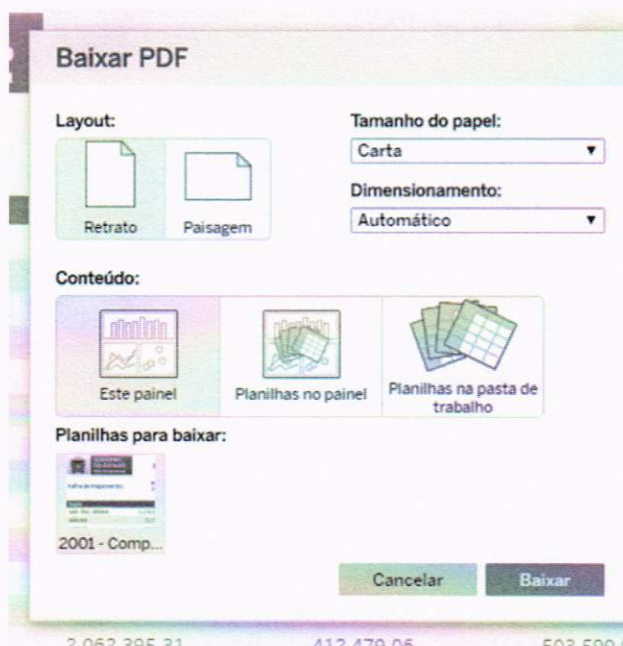 Baixar PDF
Layout:
Tamanho do papel:
Carta
Dimensionamento:
Retrato
Paisagem
Automático
Conteúdo:
Este painel
Planilhas no painel
Planilhas na pasta de
trabalho
Planilhas para baixar:
2001 - Comp...
Cancelar
Baixar
2.062.395,31
412.479,06